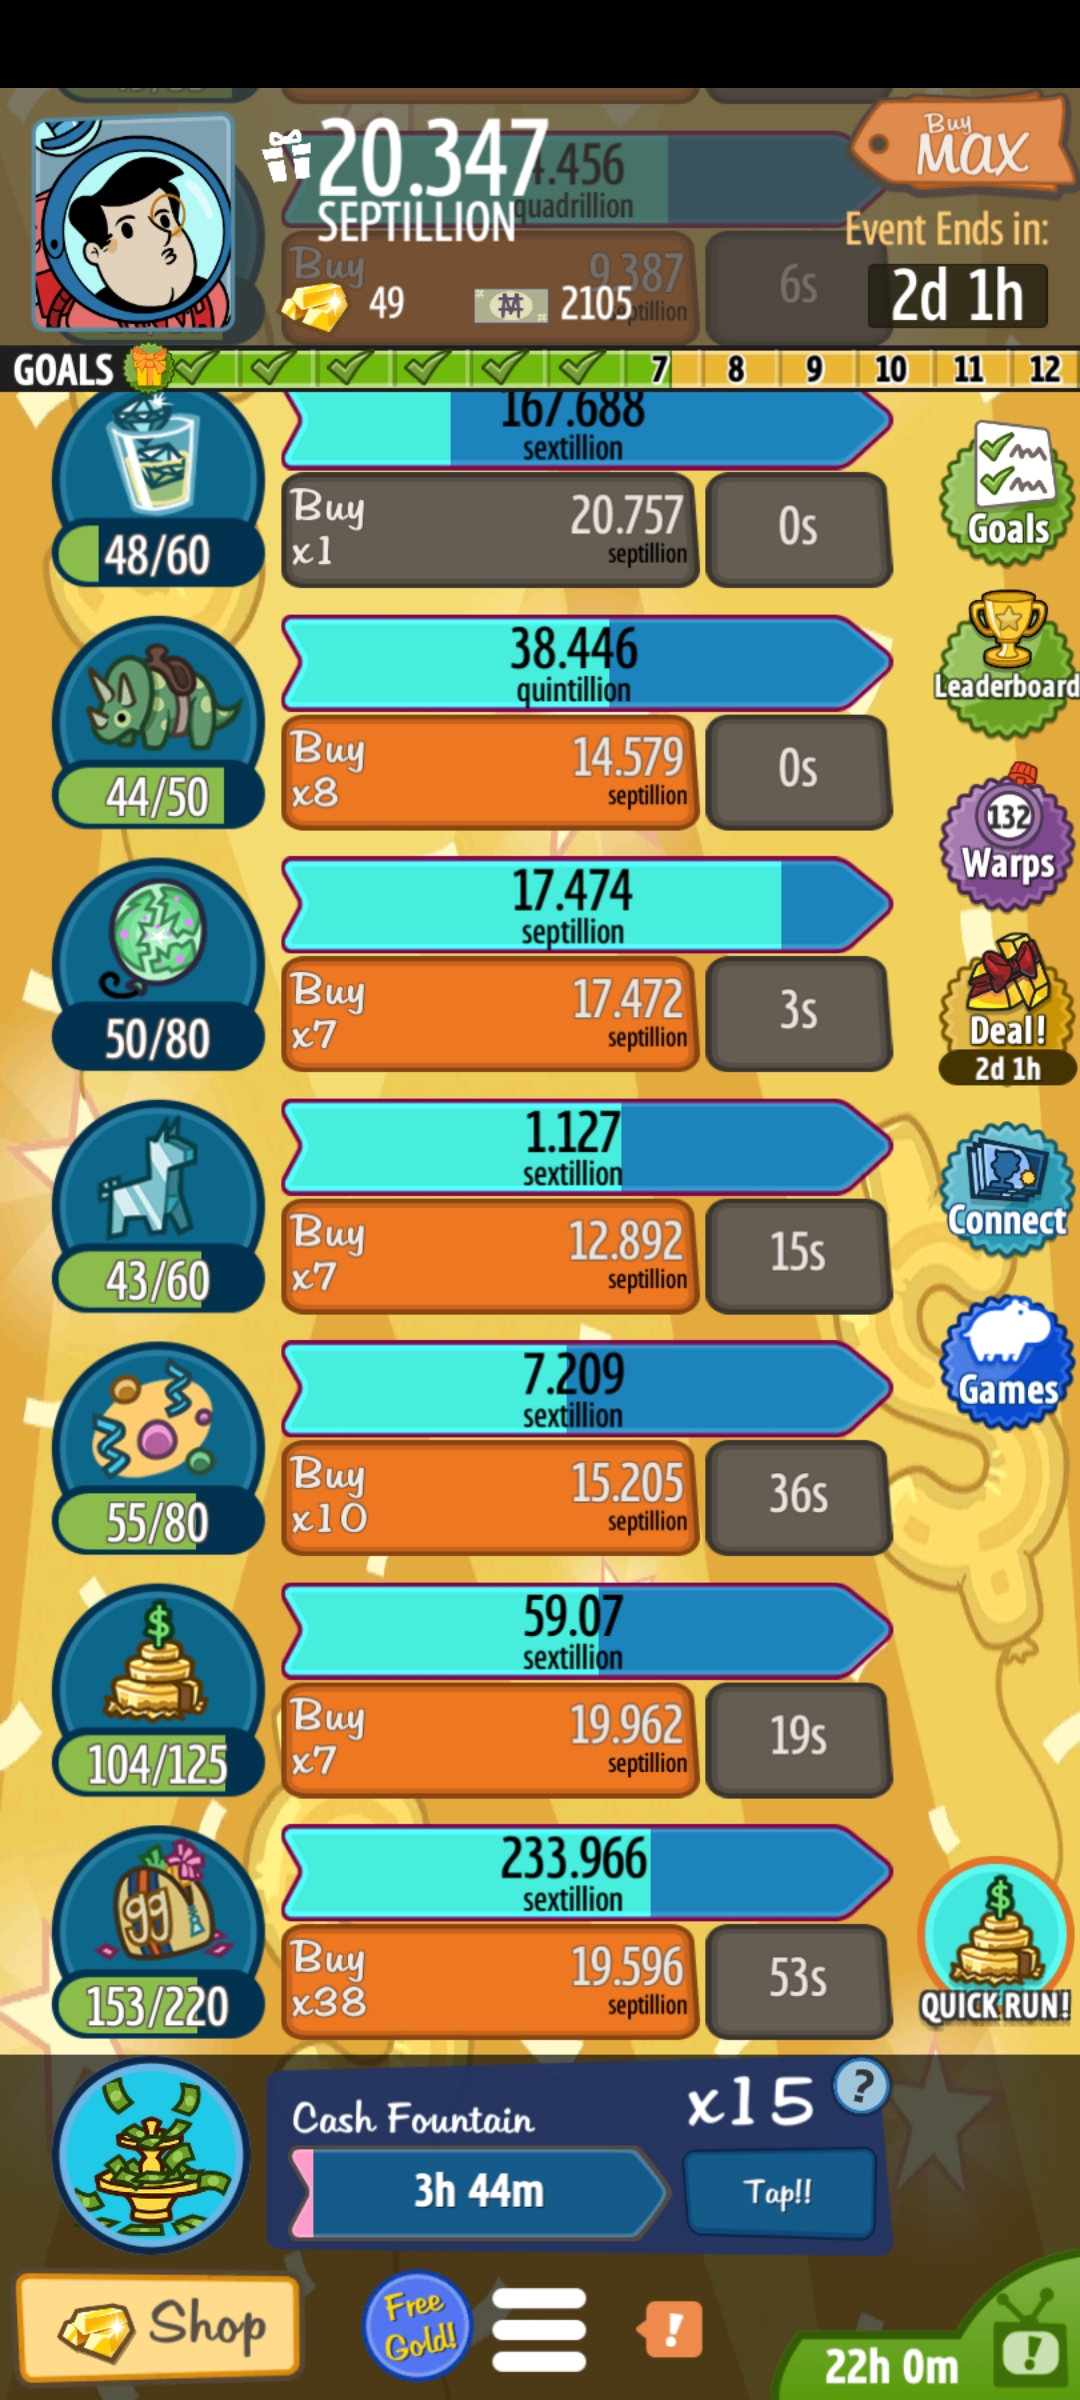 20.347
SEPTILLION
4.456
quadrillion
Buy
MAX
Event Ends in:
2d 1h
Buy
9.387
septillion
6s
49
2105
GOALS
7 8 9 10 11 12
167.688
sextillion
48/60
Buy
x1
20.757
septillion
0s
Goals
38.446
quintillion
44/50
Buy
x8
14.579
septillion
0s
Leaderboard
132
Warps
17.474
septillion
50/80
Buy
x7
17.472
septillion
3s
Deal!
2d 1h
1.127
sextillion
43/60
Buy
x7
12.892
septillion
15s
Connect
7.209
sextillion
55/80
Buy
x10
15.205
septillion
36s
Games
59.07
sextillion
104/125
Buy
x7
19.962
septillion
19s
233.966
sextillion
99
153/220
Buy
x38
19.596
septillion
53s
QUICK RUN!
Cash Fountain
x15
?
3h 44m
Tap!!
Shop
Free
Gold!
!
22h 0m
!